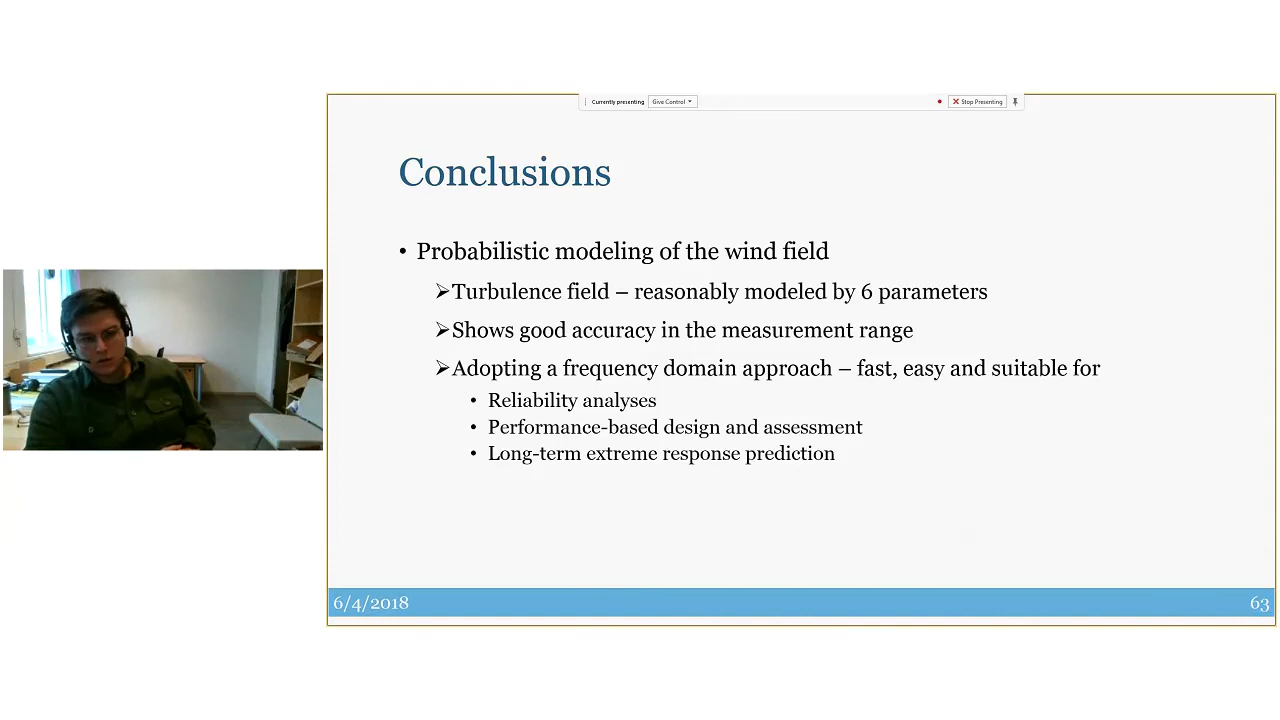 Currently presenting Give Control Stop Presenting
Conclusions
• Probabilistic modeling of the wind field
➢Turbulence field – reasonably modeled by 6 parameters
➢Shows good accuracy in the measurement range
➢Adopting a frequency domain approach – fast, easy and suitable for
• Reliability analyses
• Performance-based design and assessment
• Long-term extreme response prediction
6/4/2018 63